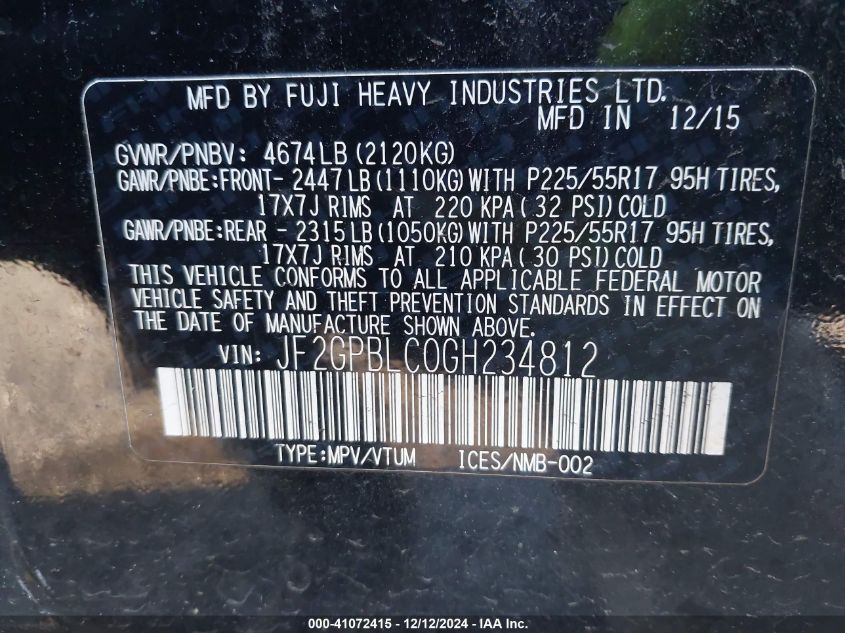 MFD BY FUJI HEAVY INDUSTRIES LTD.
MFD IN 12/15
GVWR/PNBV: 4674LB (2120KG)
GAWR/PNBE:FRONT- 2447LB (1110KG) WITH P225/55R17 95H TIRES,
17X7J RIMS AT 220 KPA ( 32 PSI) COLD
GAWR/PNBE:REAR - 2315LB (1050KG) WITH P225/55R17 95H TIRES,
17X7J RIMS AT 210 KPA ( 30 PSI) COLD
THIS VEHICLE CONFORMS TO ALL APPLICABLE FEDERAL MOTOR
VEHICLE SAFETY AND THEFT PREVENTION STANDARDS IN EFFECT ON
THE DATE OF MANUFACTURE SHOWN ABOVE.
VIN: JF2GPBLC0GH234812
TYPE:MPV/VTUM ICES/NMB-002
000-41072415 - 12/12/2024 - IAA Inc.